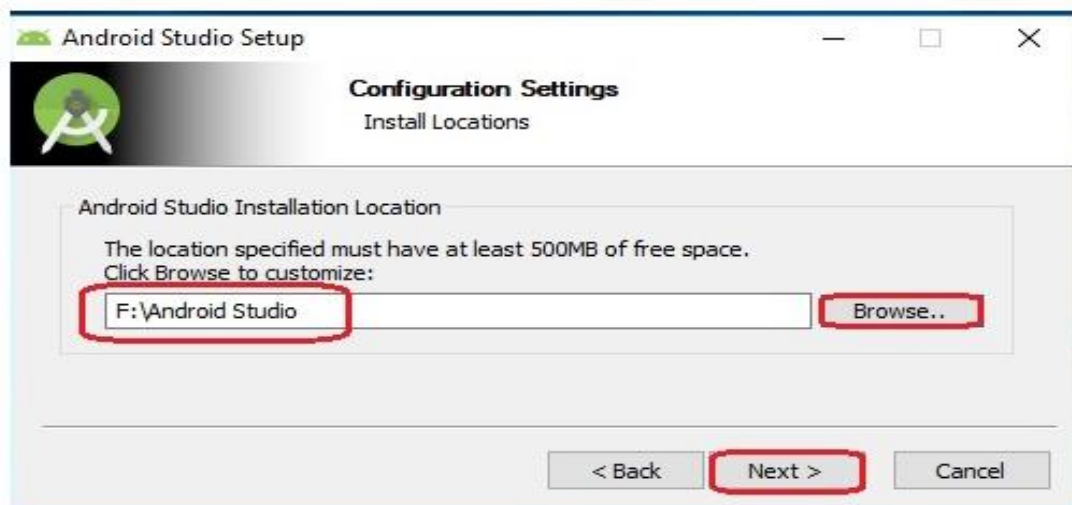 Android Studio Setup
Configuration Settings
Install Locations
Android Studio Installation Location
The location specified must have at least 500MB of free space.
Click Browse to customize:
F:\Android Studio
Browse..
< Back
Next >
Cancel